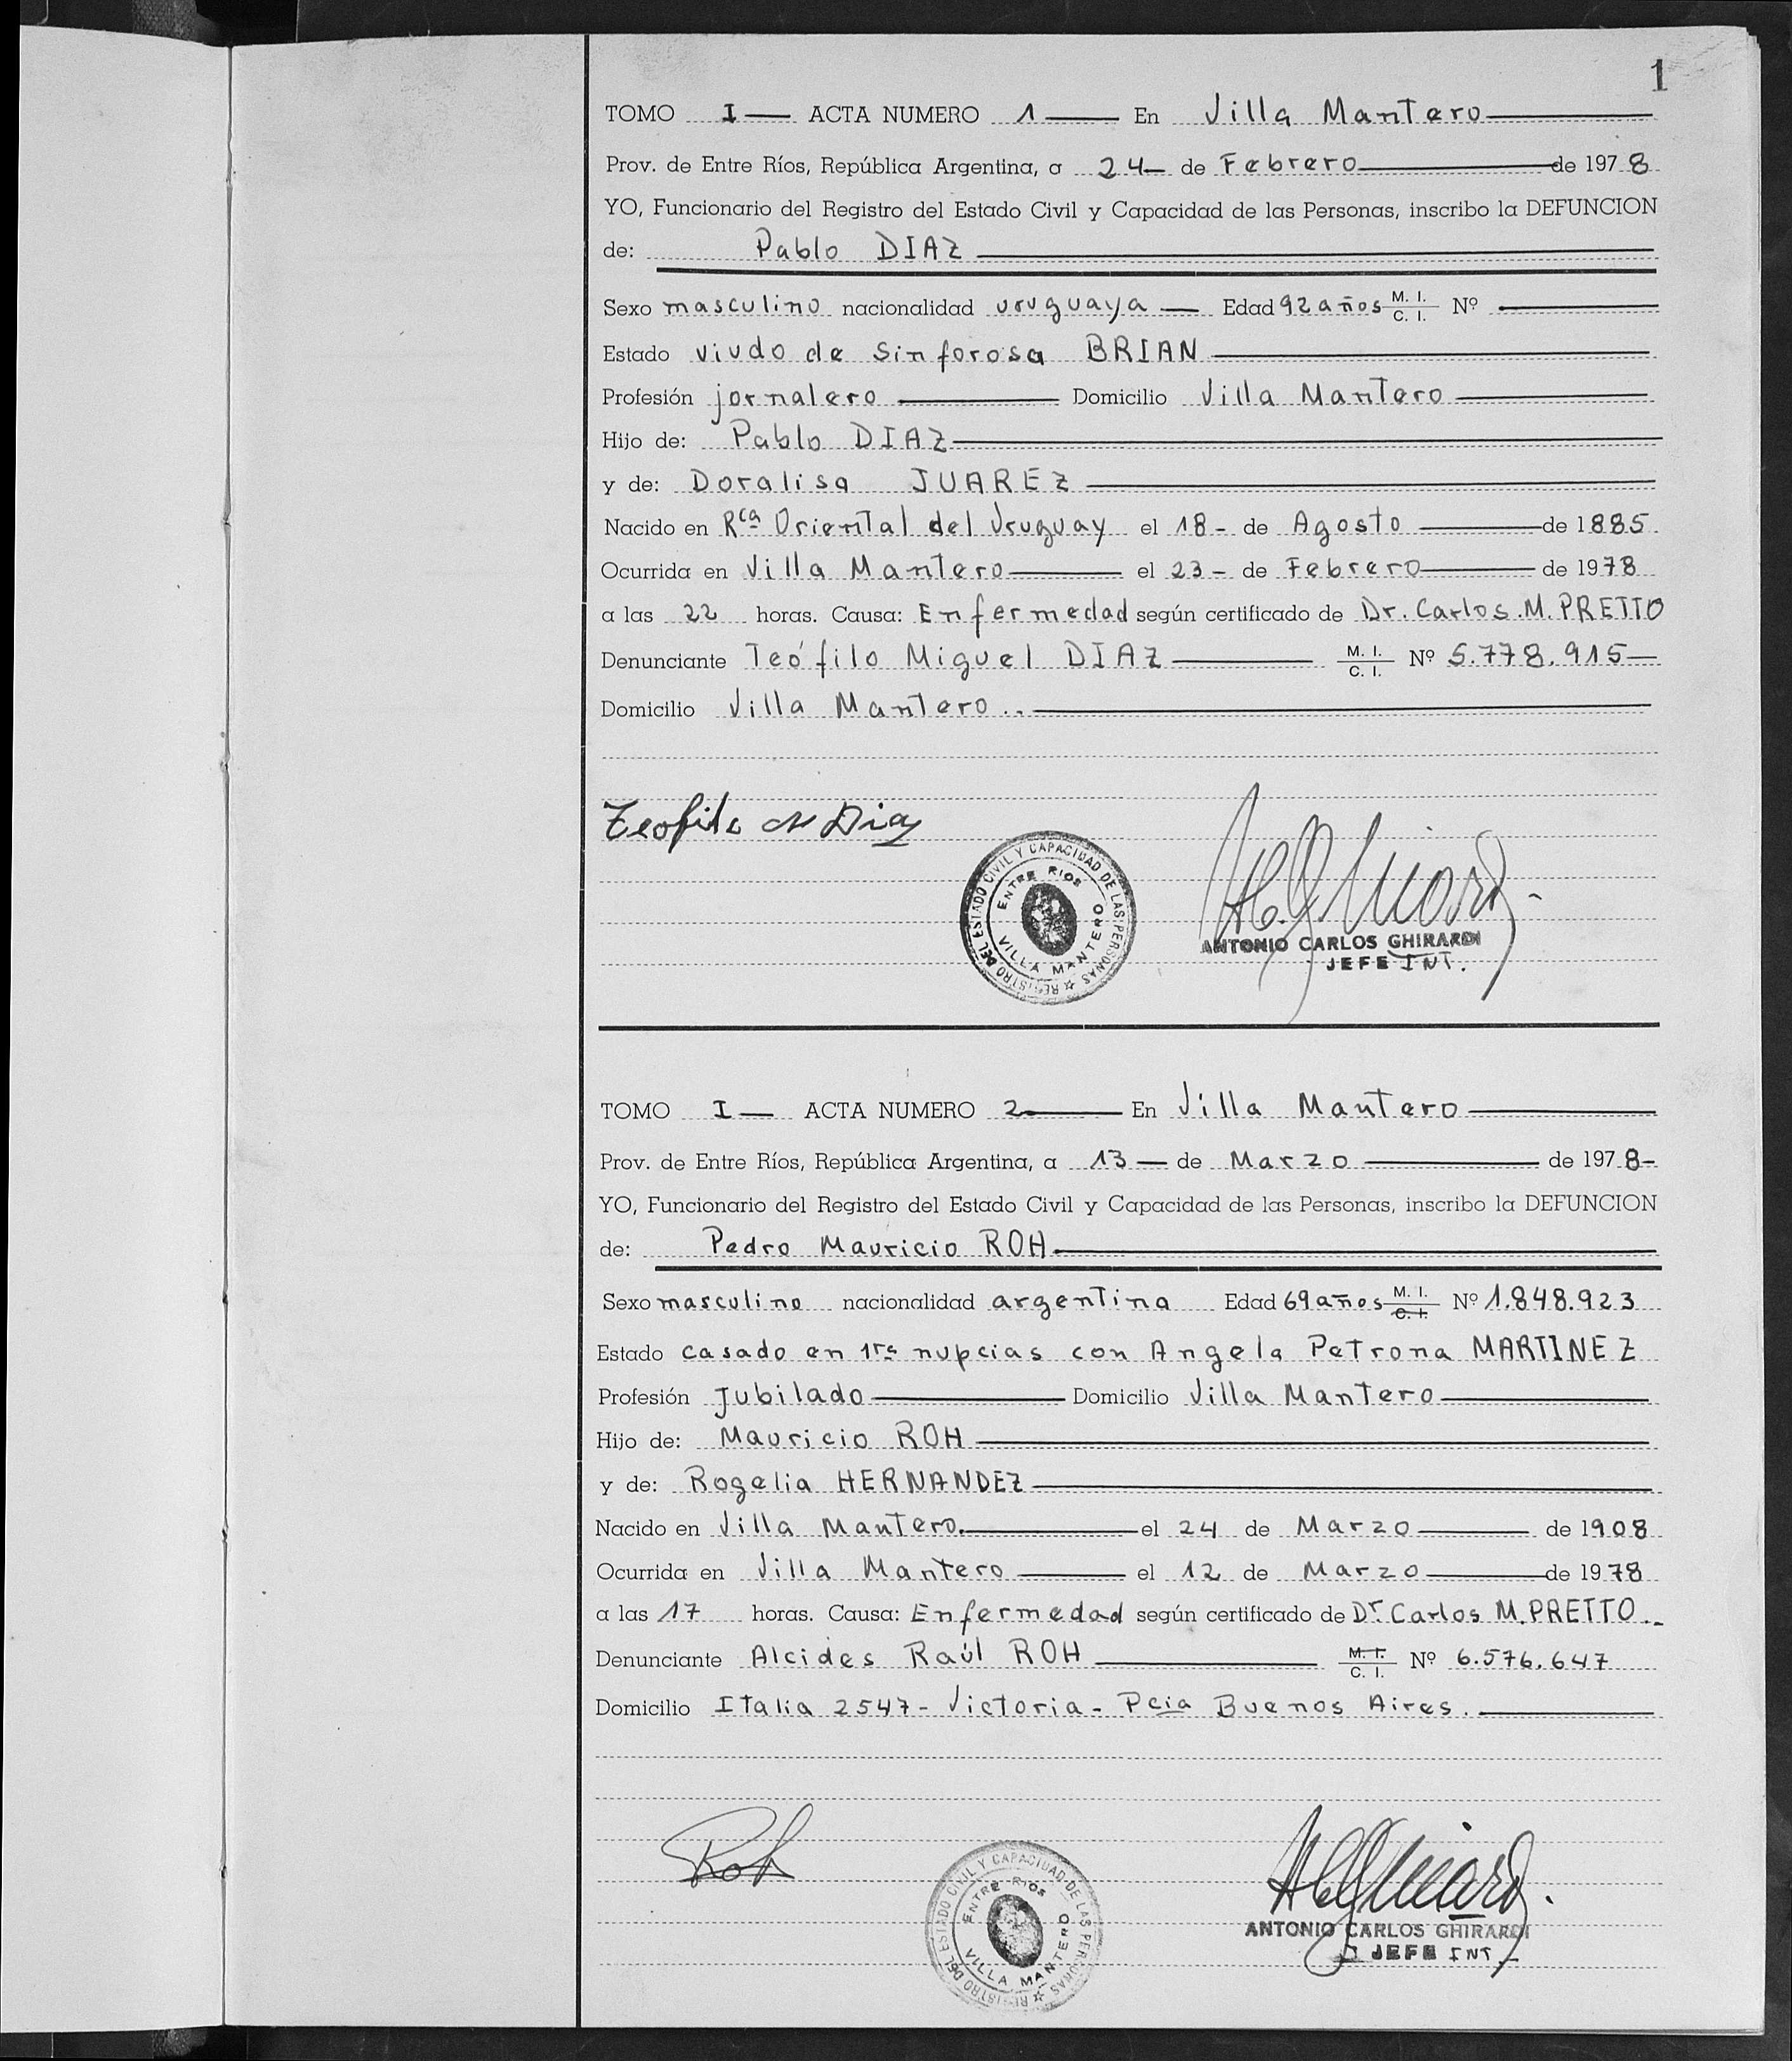 1
TOMO I ACTA NUMERO 1 En Villa Mantero
Prov. de Entre Ríos, República Argentina, a 24 de Febrero de 1978
YO, Funcionario del Registro del Estado Civil y Capacidad de las Personas, inscribo la DEFUNCION
de: Pablo DIAZ
Sexo masculino nacionalidad uruguaya Edad 92 años M. I. C. I. Nº
Estado viudo de Sinforosa BRIAN
Profesión jornalero Domicilio Villa Mantero
Hijo de: Pablo DIAZ
y de: Doralisa JUAREZ
Nacido en Rca Oriental del Uruguay el 18 - de Agosto de 1885
Ocurrida en Villa Mantero el 23 - de Febrero de 1978
a las 22 horas. Causa: Enfermedad según certificado de Dr. Carlos M. PRETTO
Denunciante Teófilo Miguel DIAZ M. I. C. I. Nº 5.778.915
Domicilio Villa Mantero..
Teofilo M Diaz
REGISTRO DEL ESTADO CIVIL Y CAPACIDAD DE LAS PERSONAS
ENTRE RIOS
VILLA MANTERO
ANTONIO CARLOS GHIRARDI
JEFE INT.
TOMO I ACTA NUMERO 2 En Villa Mantero
Prov. de Entre Ríos, República Argentina, a 13 de Marzo de 1978-
YO, Funcionario del Registro del Estado Civil y Capacidad de las Personas, inscribo la DEFUNCION
de: Pedro Mauricio ROH
Sexo masculino nacionalidad argentina Edad 69 años M. I. C. I. Nº 1.848.923
Estado casado en 1ras nupcias con Angela Petrona MARTINEZ
Profesión Jubilado Domicilio Villa Mantero
Hijo de: Mauricio ROH
y de: Rogelia HERNANDEZ
Nacido en Villa Mantero. el 24 de Marzo de 1908
Ocurrida en Villa Mantero el 12 de Marzo de 1978
a las 17 horas. Causa: Enfermedad según certificado de Dr. Carlos M. PRETTO..
Denunciante Alcides Raúl ROH M. I. C. I. Nº 6.576.647
Domicilio Italia 2547 - Victoria - Pcia Buenos Aires.
Roh
REGISTRO DEL ESTADO CIVIL Y CAPACIDAD DE LAS PERSONAS
ENTRE RIOS
VILLA MANTERO
ANTONIO CARLOS GHIRARDI
JEFE INT.